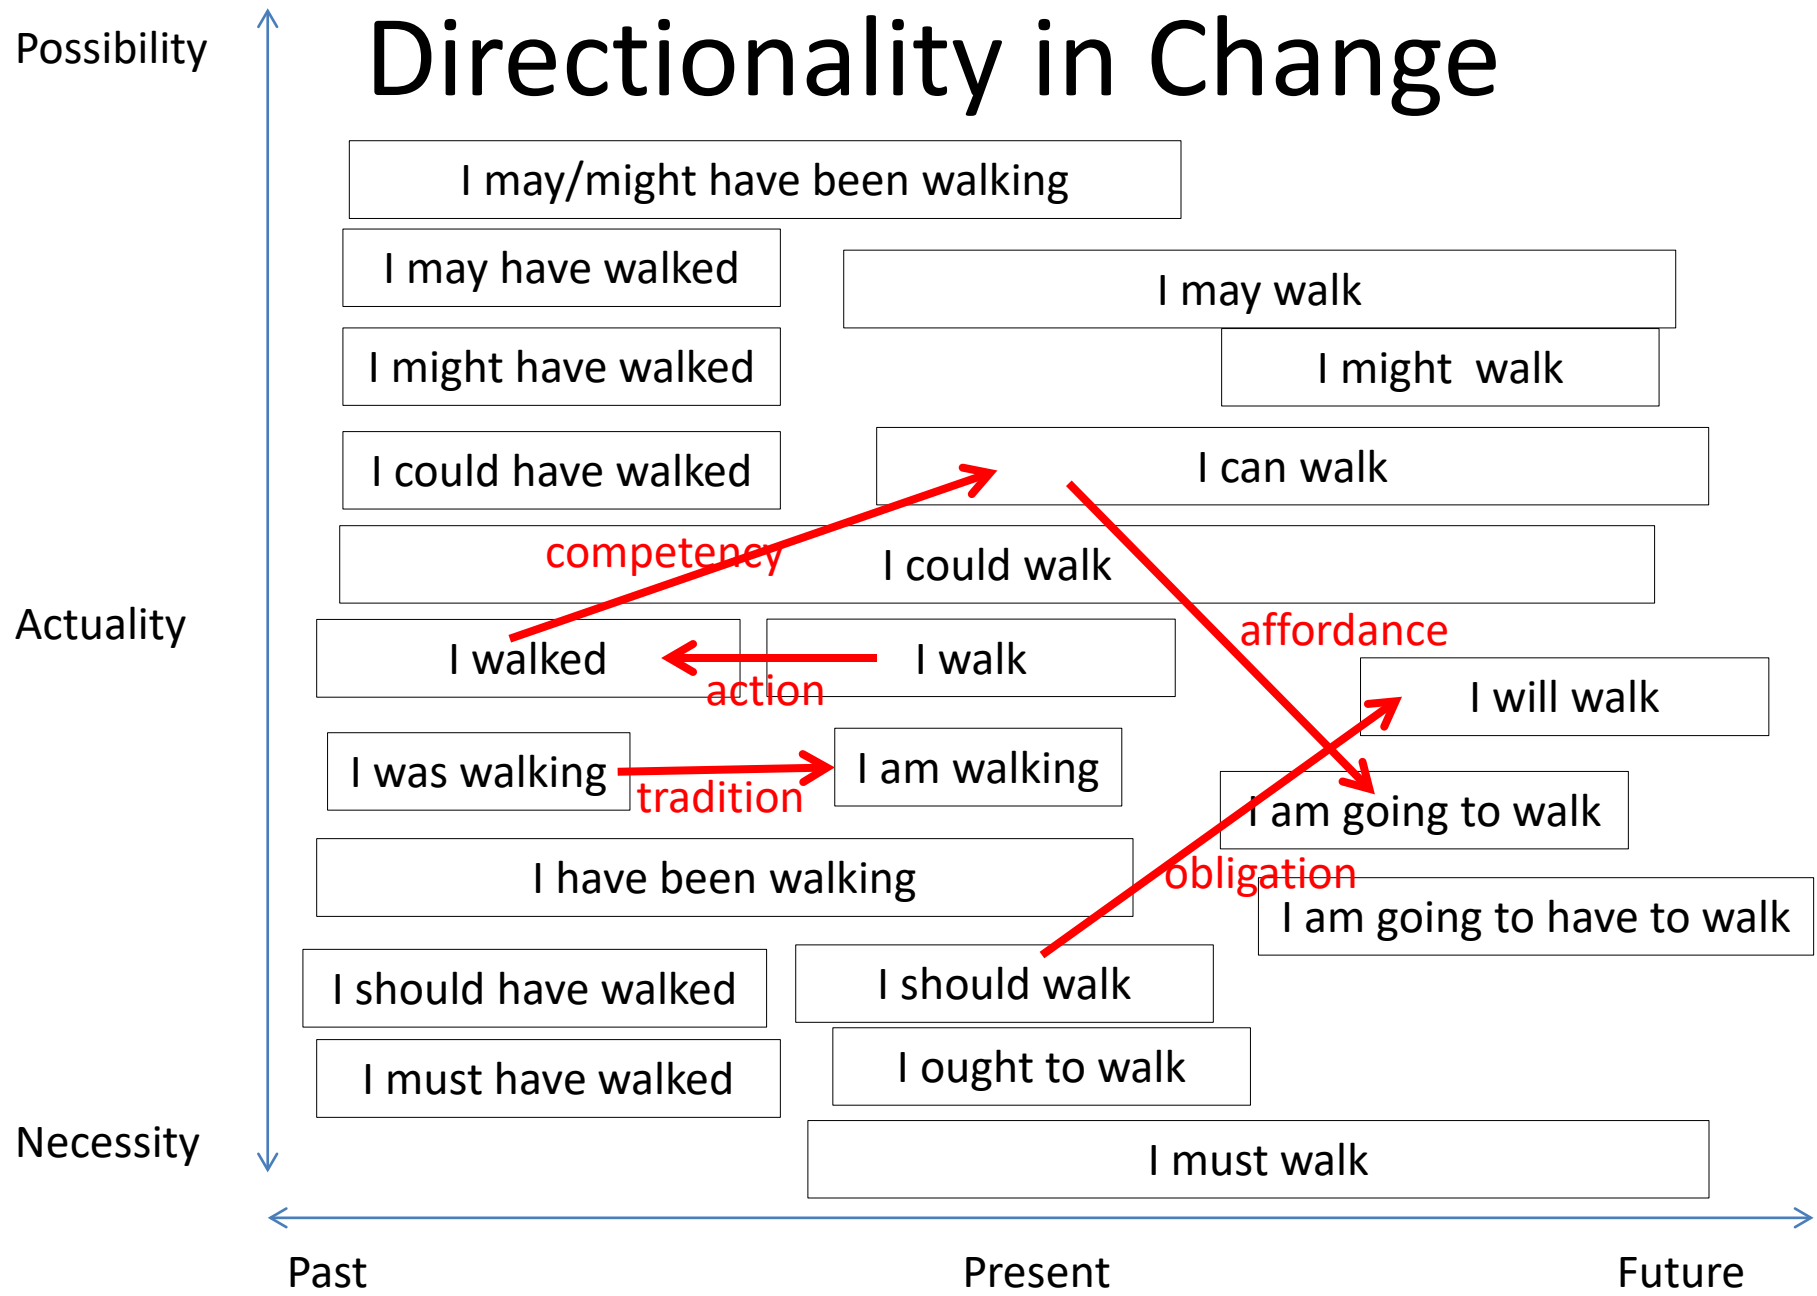 Possibility
Directionality in Change
I may/might have been walking
I may have walked
I may walk
I might have walked
I might  walk
I could have walked
I can walk
competency
I could walk
Actuality
affordance
I walked
I walk
action
I will walk
I was walking
I am walking
tradition
I am going to walk
I have been walking
obligation
I am going to have to walk
I should have walked
I should walk
I must have walked
I ought to walk
Necessity
I must walk
Past
Present
Future